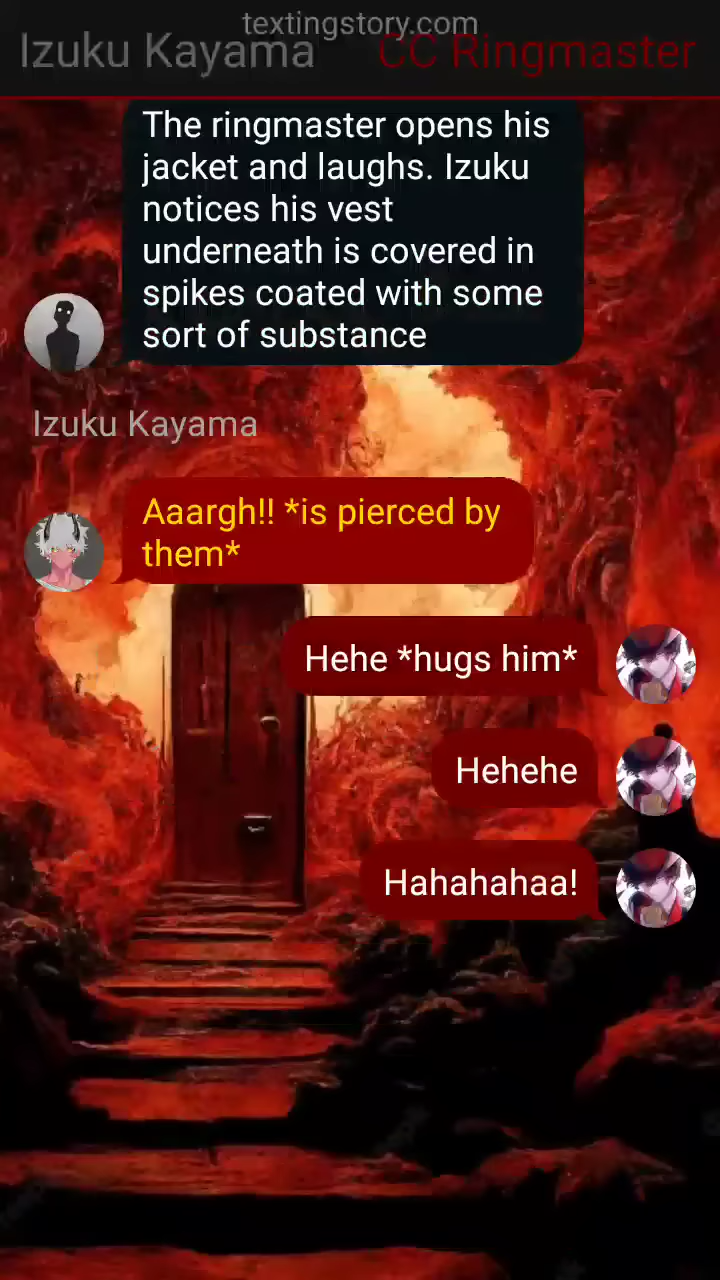 textingstory.com
Izuku Kayama
CC Ringmaster
The ringmaster opens his
jacket and laughs. Izuku
notices his vest
underneath is covered in
spikes coated with some
sort of substance
Izuku Kayama
Aaargh!! *is pierced by
them*
Hehe *hugs him*
Hehehe
Hahahahaa!